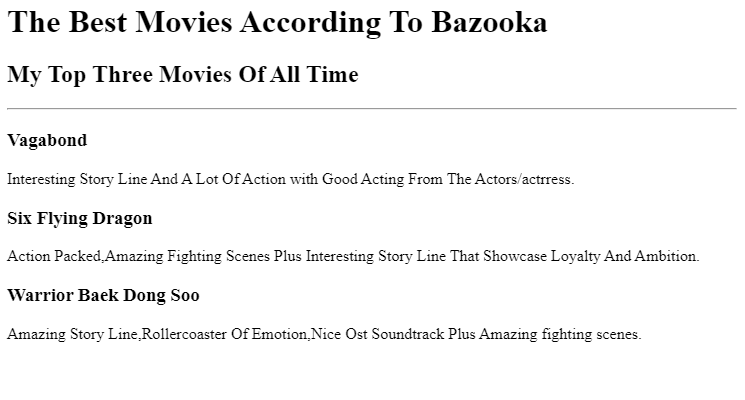 The Best Movies According To Bazooka
My Top Three Movies Of All Time
Vagabond
Interesting Story Line And A Lot Of Action with Good Acting From The Actors/actrress.
Six Flying Dragon
Action Packed,Amazing Fighting Scenes Plus Interesting Story Line That Showcase Loyalty And Ambition.
Warrior Baek Dong Soo
Amazing Story Line,Rollercoaster Of Emotion,Nice Ost Soundtrack Plus Amazing fighting scenes.